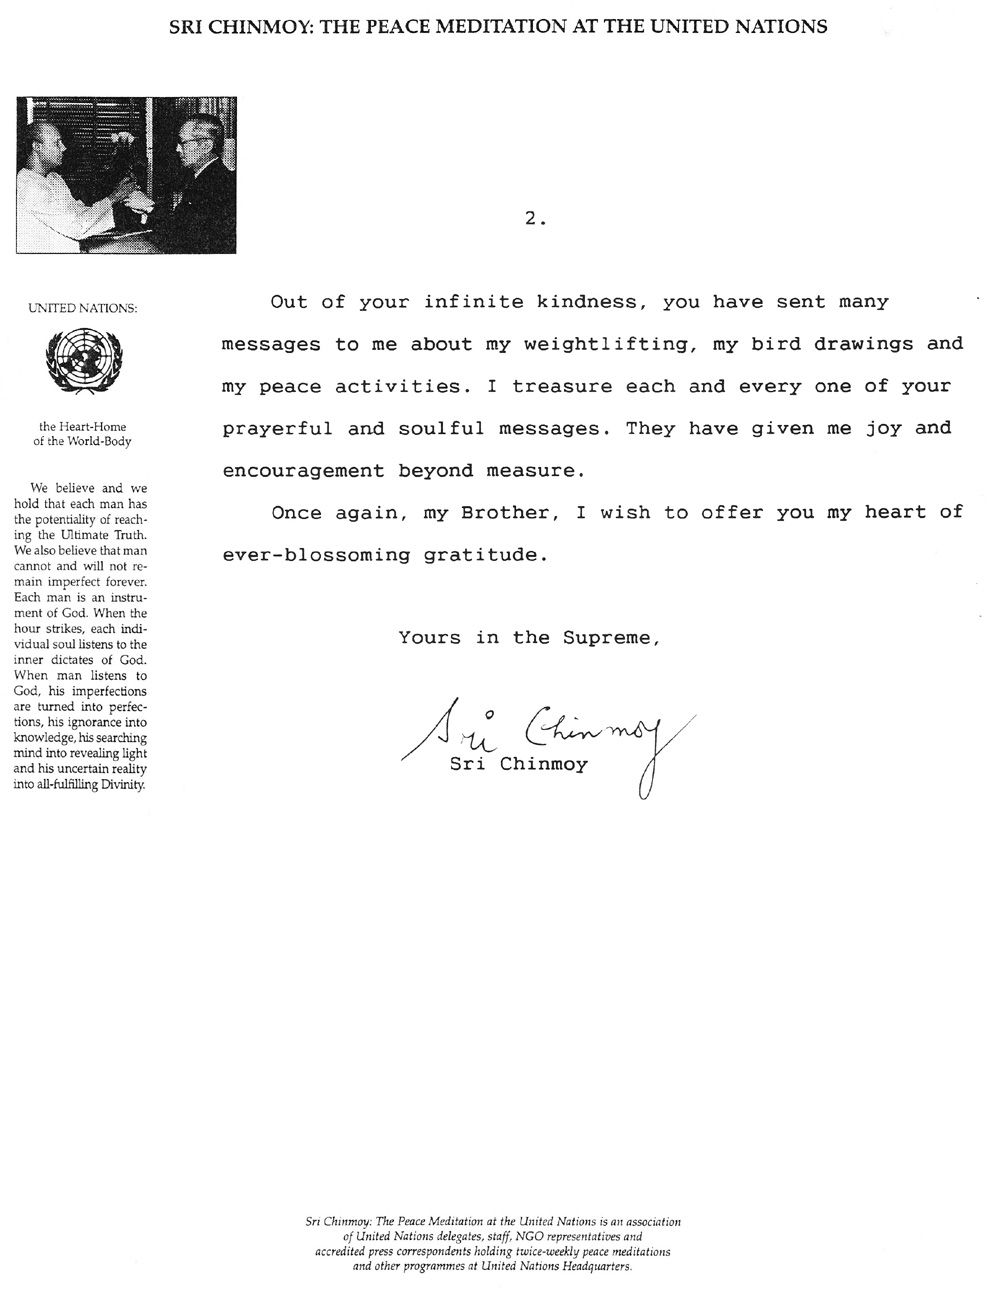 SRI CHINMOY: THE PEACE MEDITATION AT THE UNITED NATIONS
2.
UNITED NATIONS:
the Heart-Home
of the World-Body
We believe and we
hold that each man has
the potentiality of reach-
ing the Ultimate Truth.
We also believe that man
cannot and will not re-
main imperfect forever.
Each man is an instru-
ment of God. When the
hour strikes, each indi-
vidual soul listens to the
inner dictates of God.
When man listens to
God, his imperfections
are turned into perfec-
tions, his ignorance into
knowledge, his searching
mind into revealing light
and his uncertain reality
into all-fulfilling Divinity.
Out of your infinite kindness, you have sent many
messages to me about my weightlifting, my bird drawings and
my peace activities. I treasure each and every one of your
prayerful and soulful messages. They have given me joy and
encouragement beyond measure.
Once again, my Brother, I wish to offer you my heart of
ever-blossoming gratitude.
Yours in the Supreme,
Sri Chinmoy
Sri Chinmoy
Sri Chinmoy: The Peace Meditation at the United Nations is an association
of United Nations delegates, staff, NGO representatives and
accredited press correspondents holding twice-weekly peace meditations
and other programmes at United Nations Headquarters.